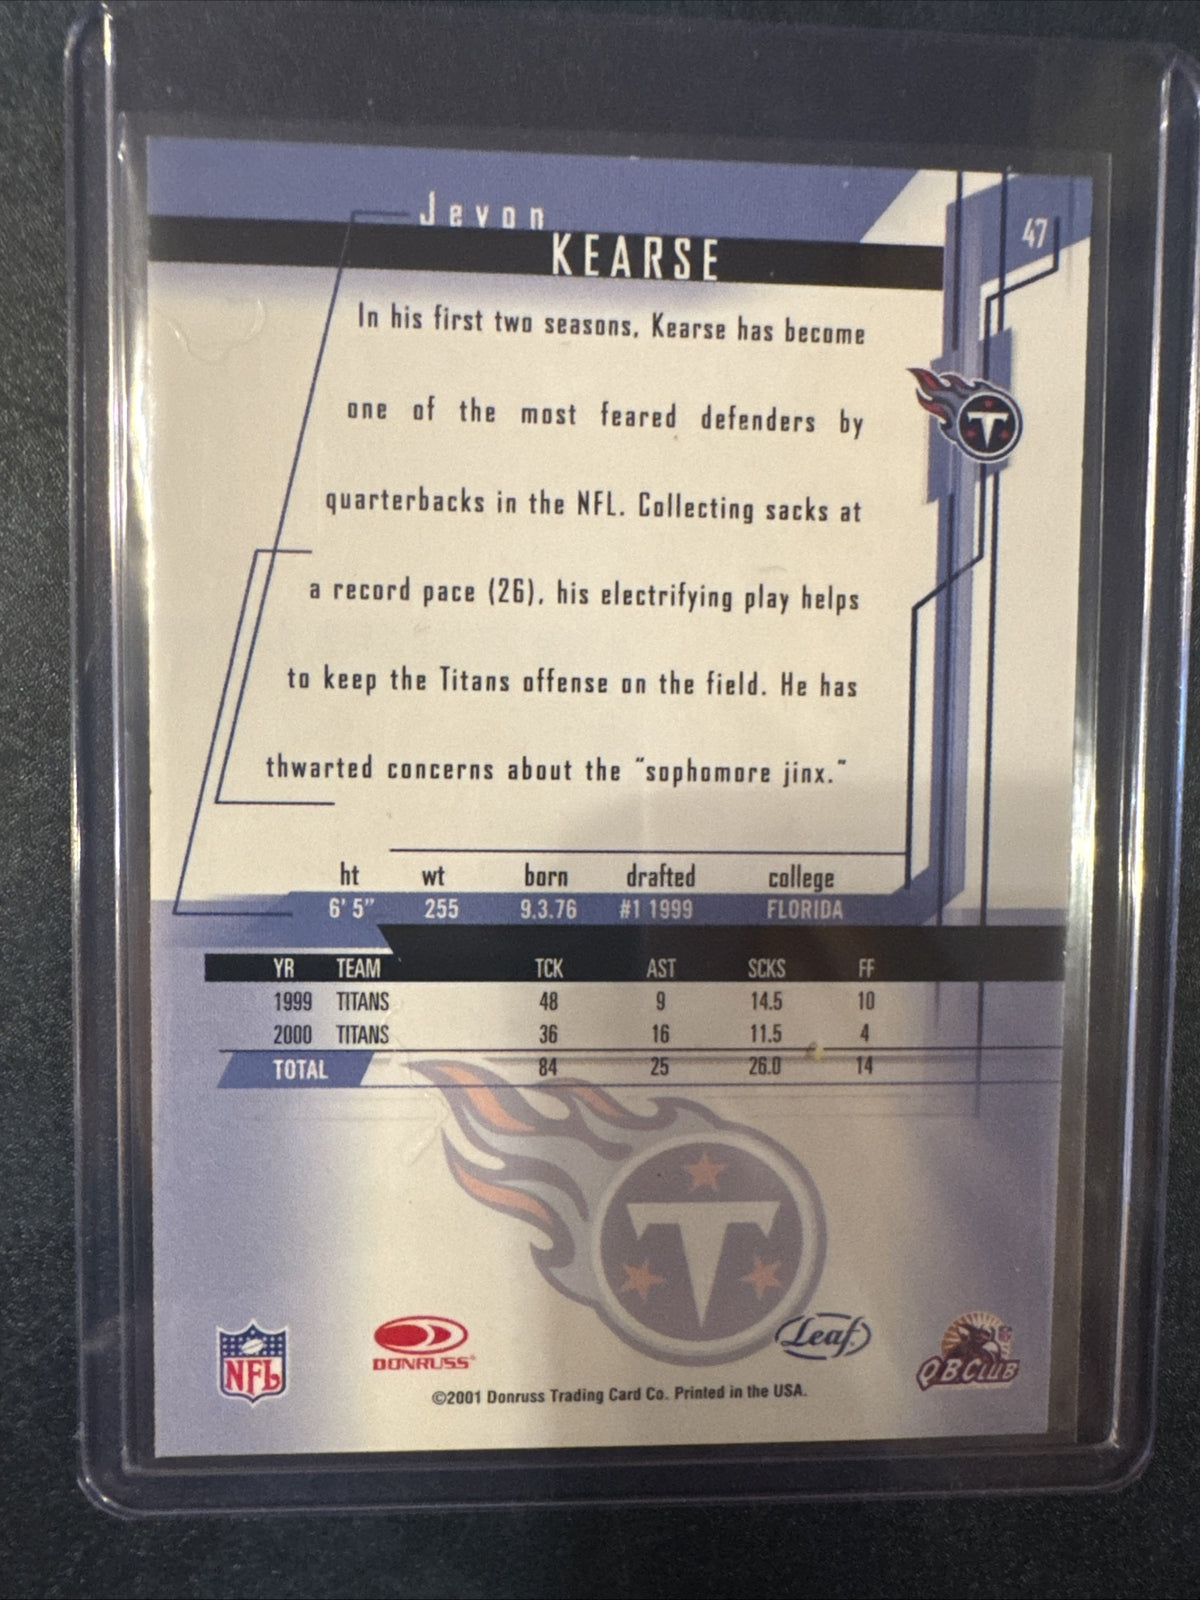 Jevon
KEARSE
47
In his first two seasons, Kearse has become
one of the most feared defenders by
quarterbacks in the NFL. Collecting sacks at
a record pace (26), his electrifying play helps
to keep the Titans offense on the field. He has
thwarted concerns about the "sophomore jinx."
ht wt born drafted college
6' 5" 255 9.3.76 #1 1999 FLORIDA
YR TEAM TCK AST SCKS FF
1999 TITANS 48 9 14.5 10
2000 TITANS 36 16 11.5 4
TOTAL 84 25 26.0 14
T
T
NFL
DONRUSS
Leaf
QB CLUB
©2001 Donruss Trading Card Co. Printed in the USA.